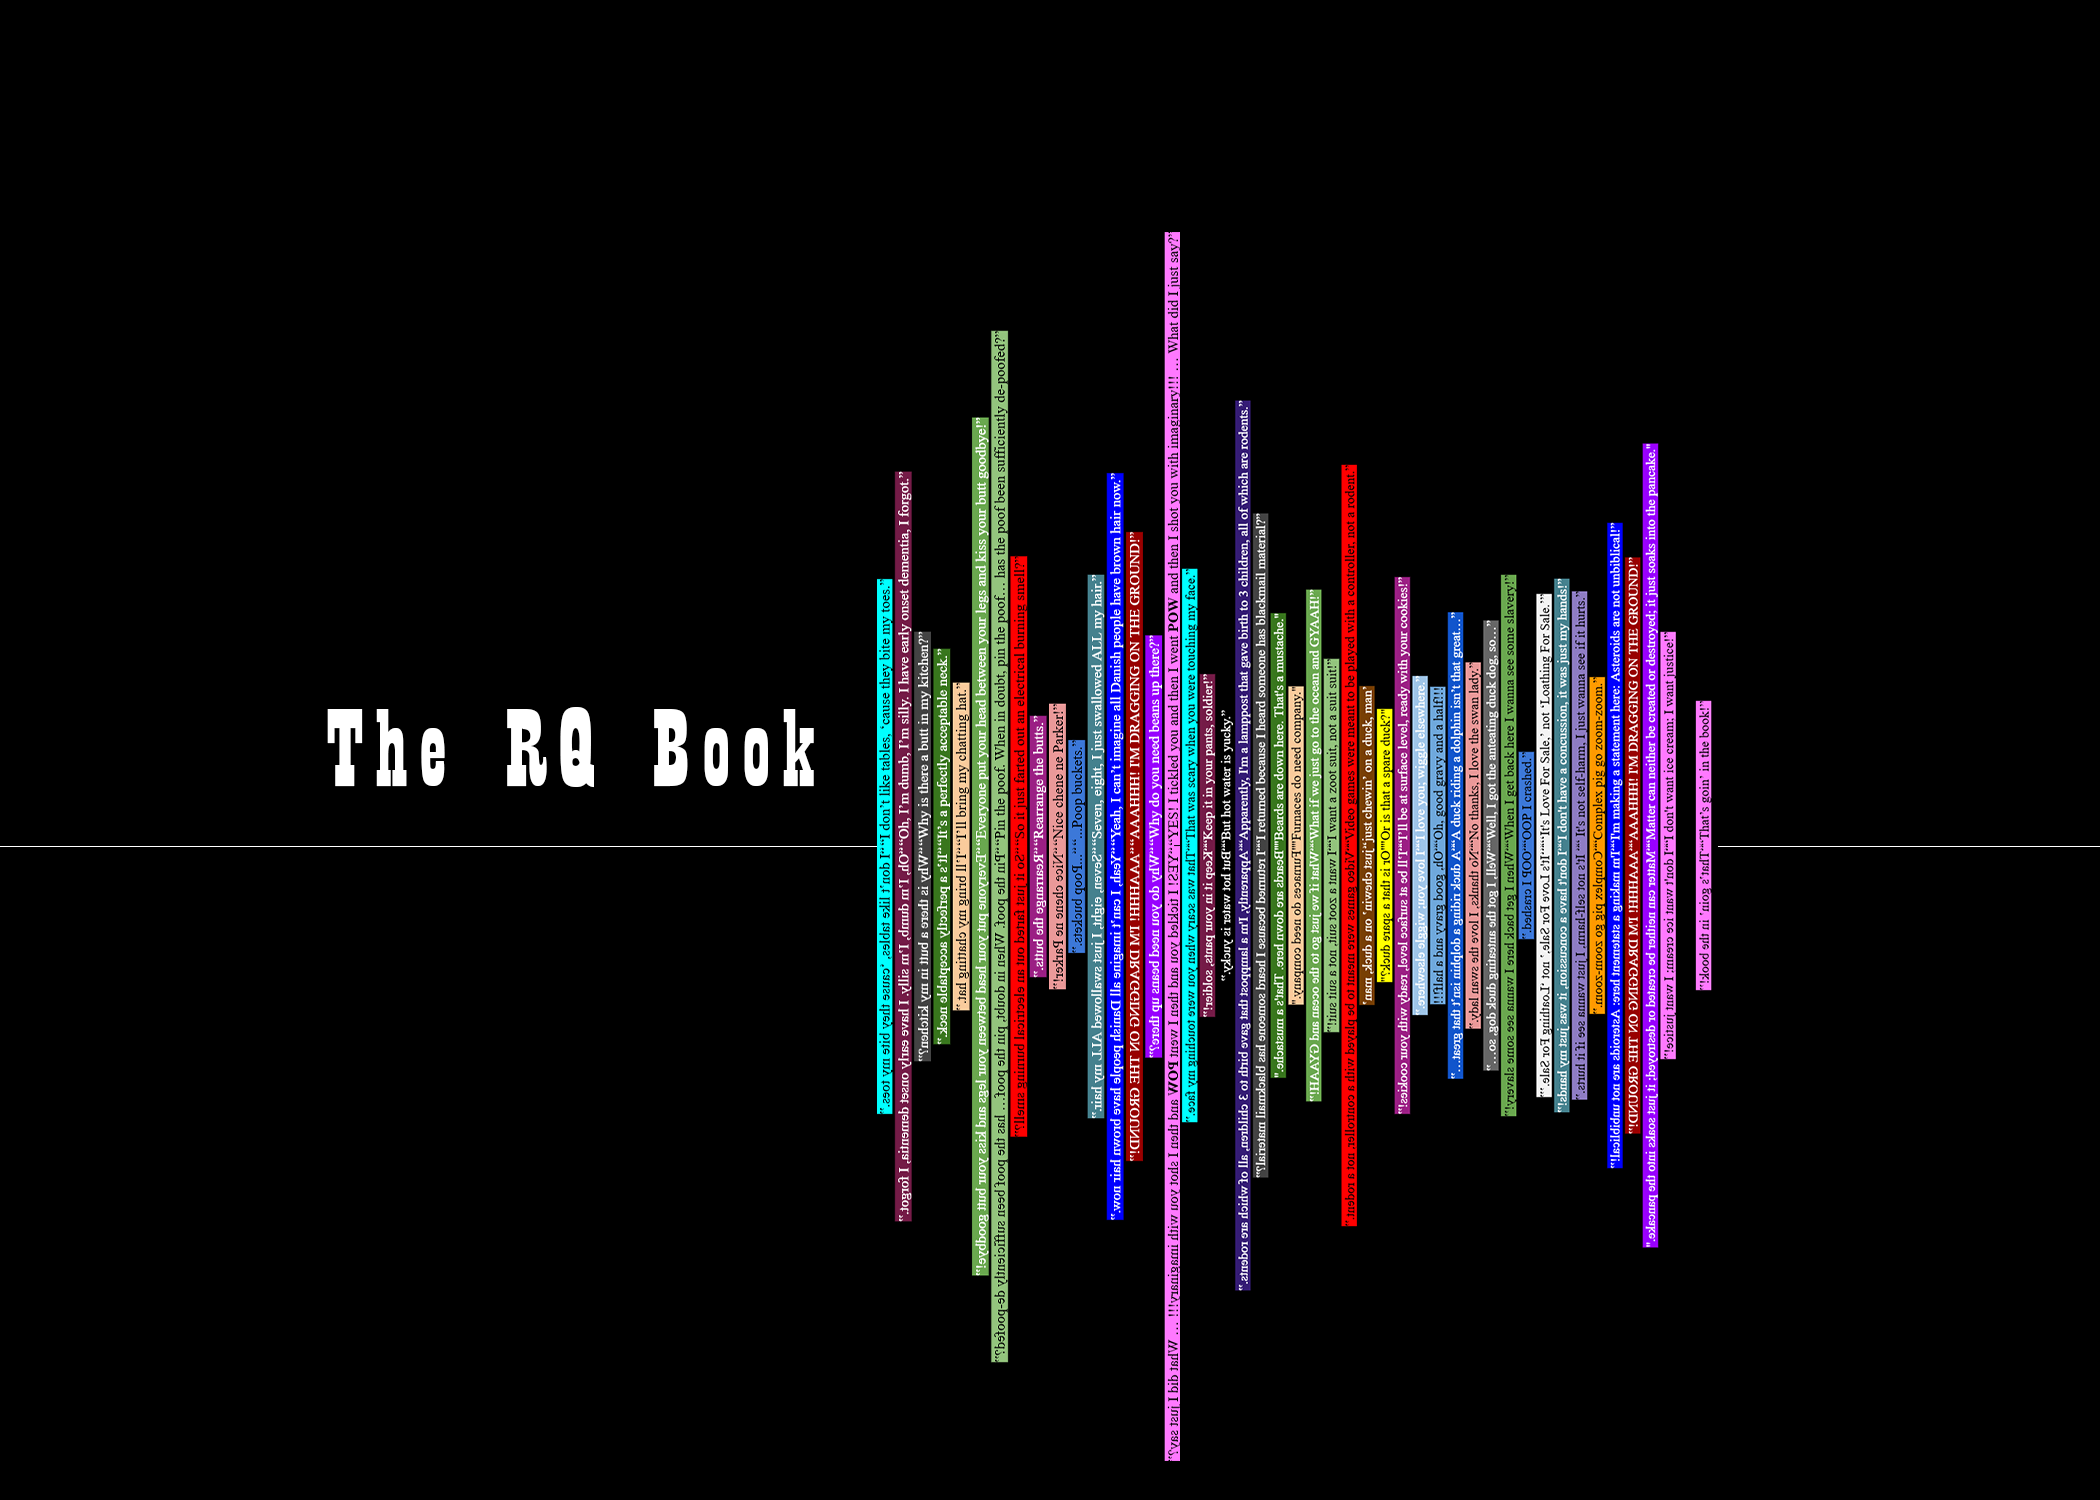 The RQ Book
“I don’t like tables, ‘cause they bite my toes.”
“Oh, I’m dumb, I’m silly. I have early onset dementia, I forgot.”
“Why is there a butt in my kitchen?”
“It’s a perfectly acceptable neck.”
“I’ll bring my chatting hat.”
“Everyone put your head between your legs and kiss your butt goodbye!”
“Pin the poof. When in doubt, pin the poof… has the poof been sufficiently de-poofed?”
“So it just farted out an electrical burning smell?”
“Rearrange the butts.”
“Nice chene ne Parker!”
“…Poop buckets.”
“Seven, eight, I just swallowed ALL my hair.”
“Yeah, I can’t imagine all Danish people have brown hair now.”
“AAAHHH! I’M DRAGGING ON THE GROUND!”
“Why do you need beans up there?”
“YES! I tickled you and then I went POW and then I shot you with imaginary!!! … What did I just say?”
“That was scary when you were touching my face.”
“Keep it in your pants, soldier!”
“But hot water is yucky.”
“Apparently, I’m a lamppost that gave birth to 3 children, all of which are rodents.”
“I returned because I heard someone has blackmail material?”
"Beards are down here. That's a mustache."
"Furnaces do need company."
“What if we just go to the ocean and GYAAH!”
“I want a zoot suit, not a suit suit!”
“Video games were meant to be played with a controller, not a rodent.”
‘just chewin’ on a duck, man’
"Or is that a spare duck?"
“I’ll be at surface level, ready with your cookies!”
“I love you; wiggle elsewhere.”
“Oh, good gravy and a half!!!”
“A duck riding a dolphin isn’t that great…”
“No thanks, I love the swan lady.”
“Well, I got the anteating duck dog, so…”
“When I get back here I wanna see some slavery!”
“OOP I crashed.”
“‘It’s Love For Sale,’ not ‘Loathing For Sale.’”
“I don't have a concussion, it was just my hands!”
“It’s not self-harm, I just wanna see if it hurts.”
“Complex pig go zoom-zoom.”
“I'm making a statement here: Asteroids are not unbiblical!”
“AAAHHH! I’M DRAGGING ON THE GROUND!”
"Matter can neither be created or destroyed; it just soaks into the pancake."
“I don’t want ice cream; I want justice!”
“That’s goin’ in the book!”